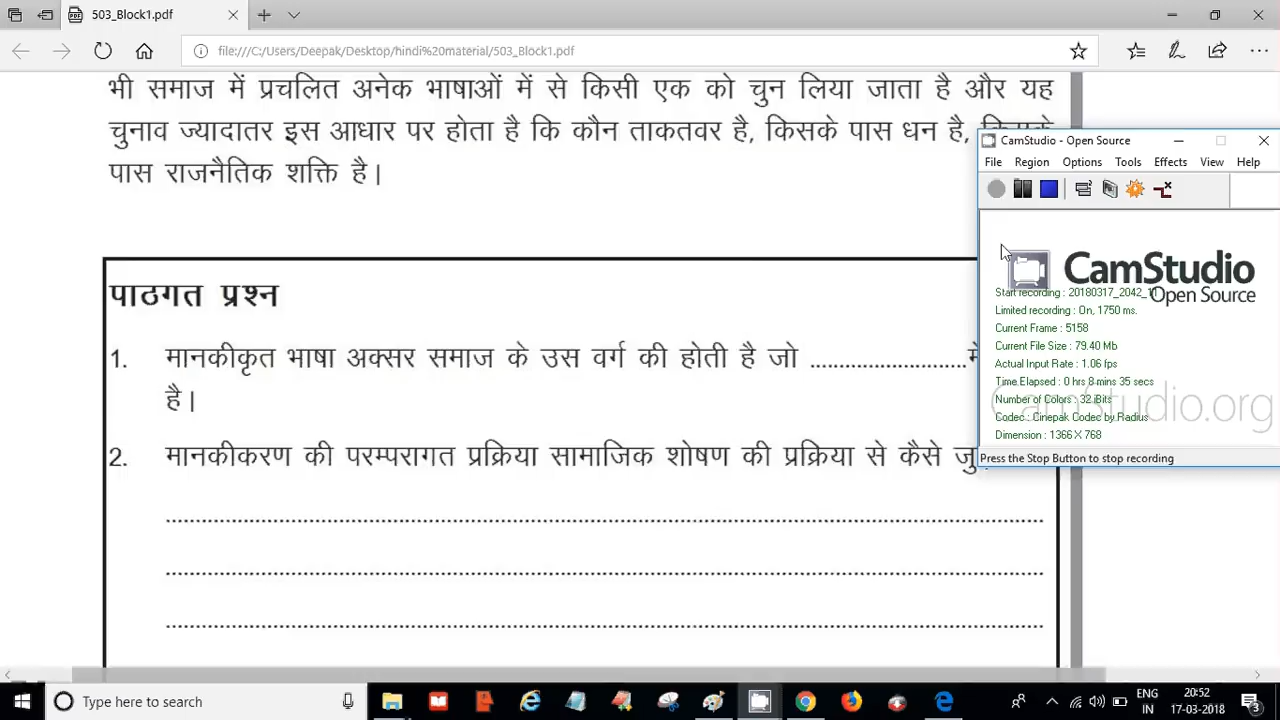 503_Block1.pdf
file:///C:/Users/Deepak/Desktop/hindi%20material/503_Block1.pdf
भी समाज में प्रचलित अनेक भाषाओं में से किसी एक को चुन लिया जाता है और यह
चुनाव ज्यादातर इस आधार पर होता है कि कौन ताकतवर है, किसके पास धन है,
पास राजनैतिक शक्ति है।
पाठगत प्रश्न
1. मानकीकृत भाषा अक्सर समाज के उस वर्ग की होती है जो ...........................
है।
2. मानकीकरण की परम्परागत प्रक्रिया सामाजिक शोषण की प्रक्रिया से कैसे
CamStudio - Open Source
File Region Options Tools Effects View Help
CamStudio
Open Source
Start recording : 20180317_2042_
Limited recording : On, 1750 ms.
Current Frame : 5158
Current File Size : 79.40 Mb
Actual Input Rate : 1.06 fps
Time Elapsed : 0 hrs 8 mins 35 secs
Number of Colors : 32 Bits
CamStudio.org
Codec : Cinepak Codec by Radius
Dimension : 1366 X 768
Press the Stop Button to stop recording
Type here to search
ENG
IN
20:52
17-03-2018
3